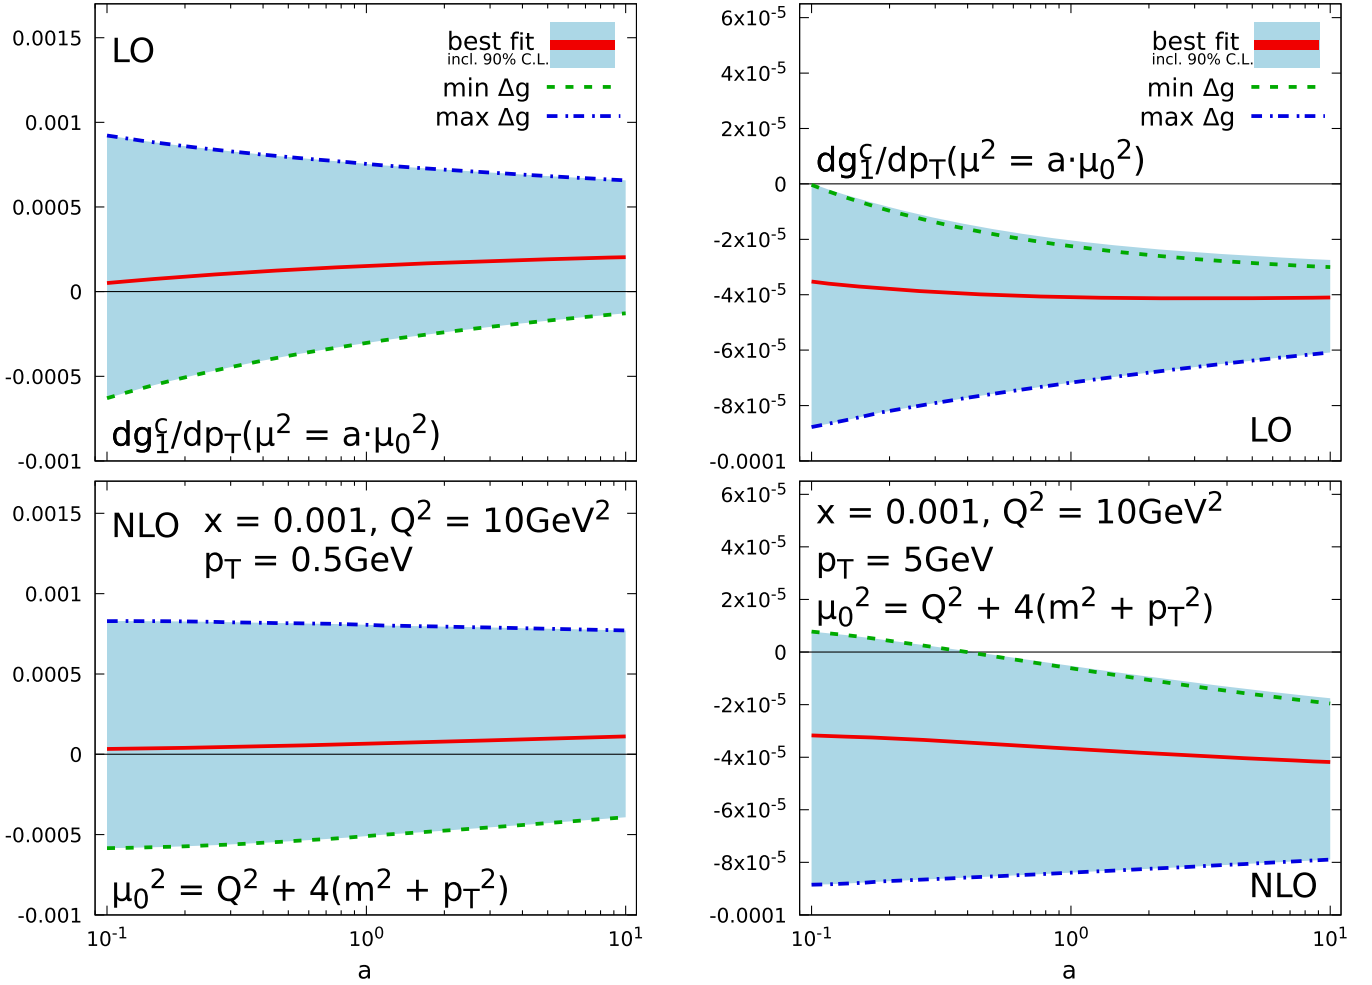 0.0015
LO
best fit
incl. 90% C.L.
min Δg
max Δg
0.001
0.0005
0
-0.0005
dg₁ᶜ/dp_T(μ² = a·μ₀²)
-0.001
6x10⁻⁵
4x10⁻⁵
2x10⁻⁵
best fit
incl. 90% C.L.
min Δg
max Δg
dg₁ᶜ/dp_T(μ² = a·μ₀²)
0
-2x10⁻⁵
-4x10⁻⁵
-6x10⁻⁵
-8x10⁻⁵
LO
-0.0001
0.0015
NLO
x = 0.001, Q² = 10GeV²
p_T = 0.5GeV
0.001
0.0005
0
-0.0005
μ₀² = Q² + 4(m² + p_T²)
-0.001
10⁻¹
10⁰
10¹
a
6x10⁻⁵
4x10⁻⁵
2x10⁻⁵
x = 0.001, Q² = 10GeV²
p_T = 5GeV
μ₀² = Q² + 4(m² + p_T²)
0
-2x10⁻⁵
-4x10⁻⁵
-6x10⁻⁵
-8x10⁻⁵
NLO
-0.0001
10⁻¹
10⁰
10¹
a